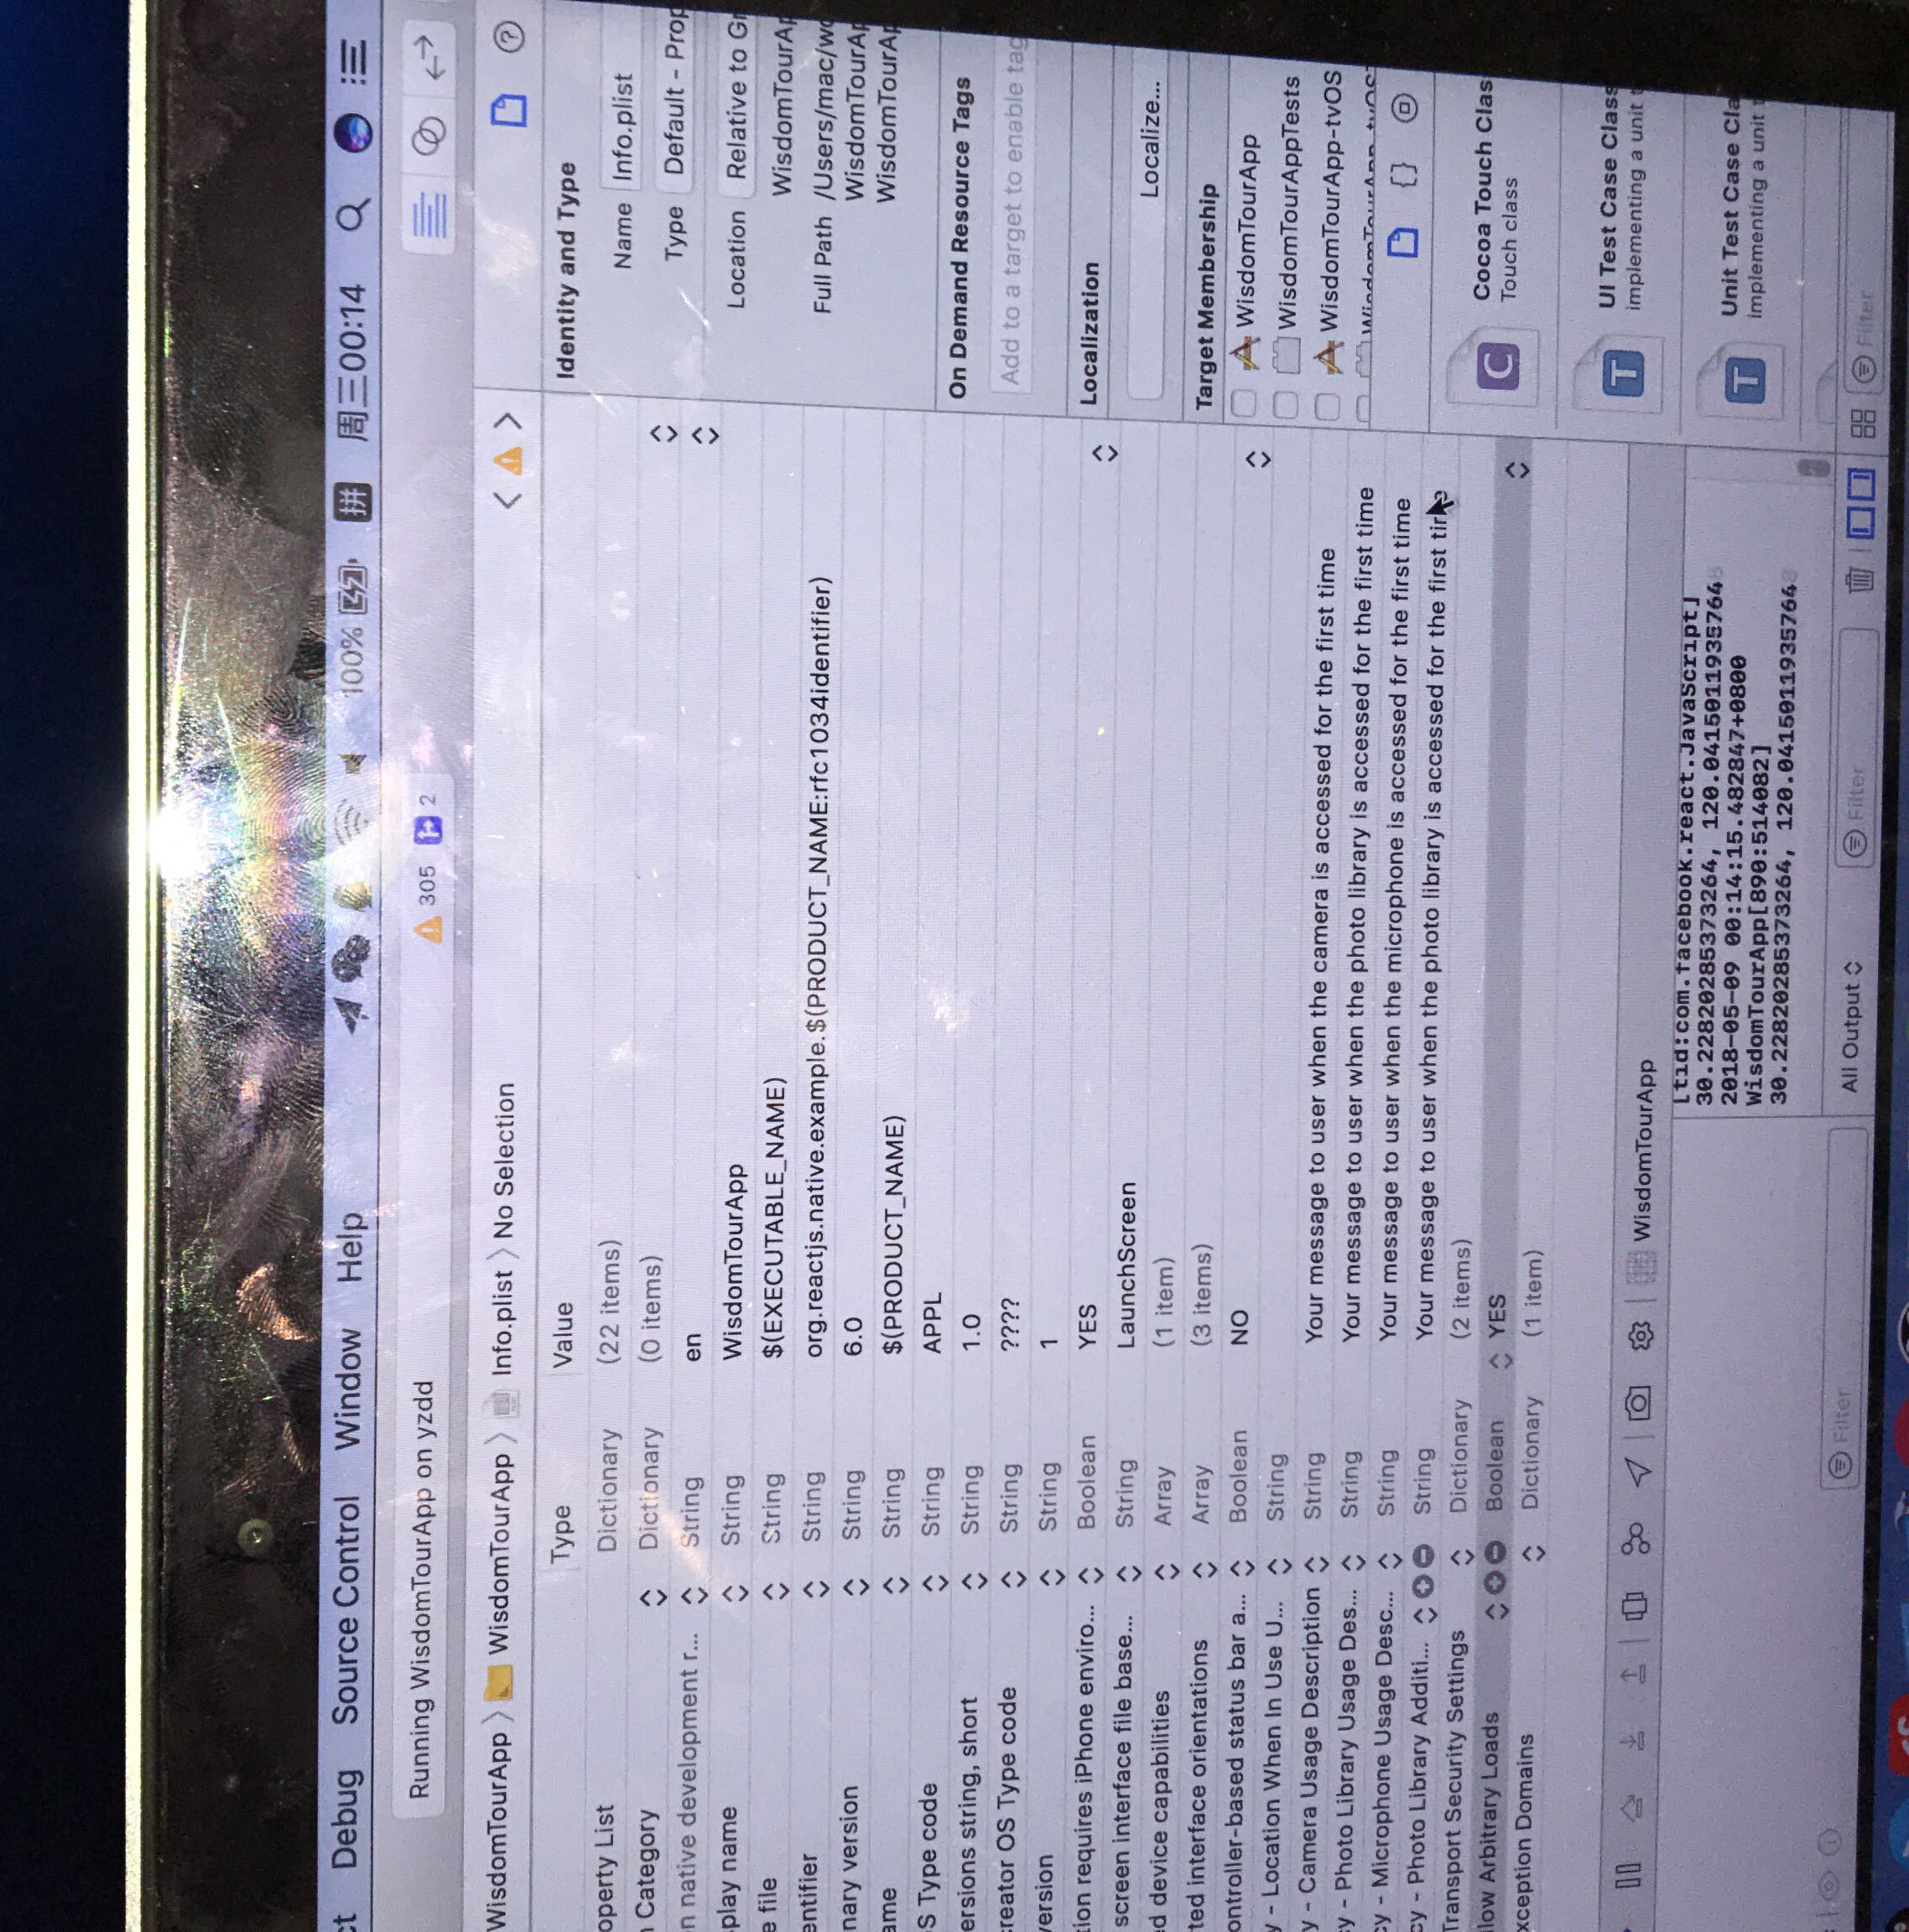 ct Debug Source Control Window Help 100% 拼 周三00:14
Running WisdomTourApp on yzdd 305 2
WisdomTourApp WisdomTourApp Info.plist No Selection
Type Value
operty List Dictionary (22 items)
n Category Dictionary (0 items)
on native development r... String en
splay name String WisdomTourApp
e file String $(EXECUTABLE_NAME)
entifier String org.reactjs.native.example.$(PRODUCT_NAME:rfc1034identifier)
nary version String 6.0
ame String $(PRODUCT_NAME)
S Type code String APPL
ersions string, short String 1.0
creator OS Type code String ????
version String 1
tion requires iPhone enviro... Boolean YES
screen interface file base... String LaunchScreen
ed device capabilities Array (1 item)
ted interface orientations Array (3 items)
ontroller-based status bar a... Boolean NO
y - Location When In Use U... String
y - Camera Usage Description String Your message to user when the camera is accessed for the first time
cy - Photo Library Usage Des... String Your message to user when the photo library is accessed for the first time
cy - Microphone Usage Desc... String Your message to user when the microphone is accessed for the first time
cy - Photo Library Additi... String Your message to user when the photo library is accessed for the first time
Transport Security Settings Dictionary (2 items)
llow Arbitrary Loads Boolean YES
xception Domains Dictionary (1 item)
Identity and Type
Name Info.plist
Type Default - Prop
Location Relative to Gr
WisdomTourAp
Full Path /Users/mac/wo
WisdomTourAp
WisdomTourAp
On Demand Resource Tags
Add to a target to enable tag
Localization
Localize...
Target Membership
WisdomTourApp
WisdomTourAppTests
WisdomTourApp-tvOS
WisdomTourApp-tvOST
C Cocoa Touch Clas
Touch class
T UI Test Case Class
implementing a unit t
T Unit Test Case Cla
implementing a unit t
WisdomTourApp
[tid:com.facebook.react.JavaScript]
30.22820285373264, 120.0415011935764
2018-05-09 00:14:15.482847+0800
WisdomTourApp[890:514082]
30.22820285373264, 120.0415011935764
Filter
All Output Filter
Filter